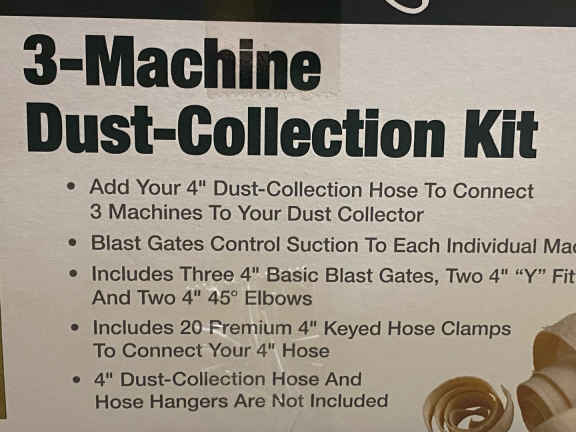 3-Machine
Dust-Collection Kit
• Add Your 4" Dust-Collection Hose To Connect
3 Machines To Your Dust Collector
• Blast Gates Control Suction To Each Individual Mac
• Includes Three 4" Basic Blast Gates, Two 4" “Y” Fit
And Two 4" 45° Elbows
• Includes 20 Premium 4" Keyed Hose Clamps
To Connect Your 4" Hose
• 4" Dust-Collection Hose And
Hose Hangers Are Not Included